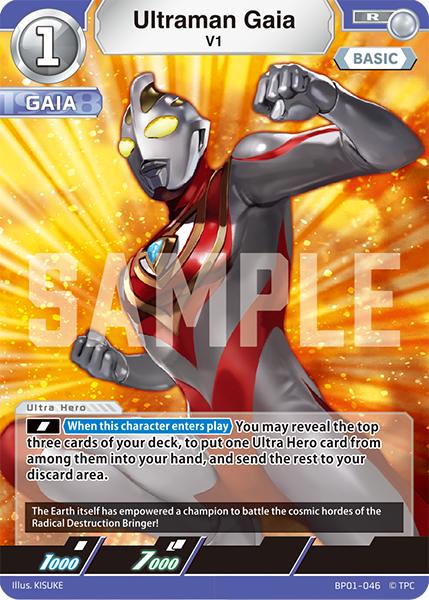 1
Ultraman Gaia
V1
R
BASIC
1998
GAIA
SAMPLE
Ultra Hero
When this character enters play You may reveal the top
three cards of your deck, to put one Ultra Hero card from
among them into your hand, and send the rest to your
discard area.
The Earth itself has empowered a champion to battle the cosmic hordes of the
Radical Destruction Bringer!
1000
7000
Illus. KISUKE
BP01-046 © TPC